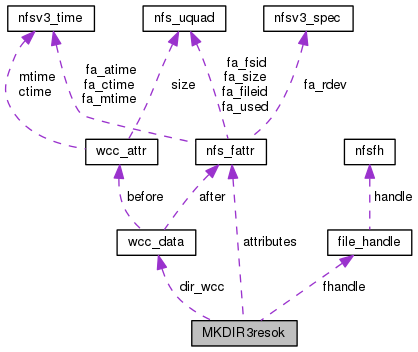 nfsv3_time
nfs_uquad
nfsv3_spec
mtime
ctime
fa_atime
fa_ctime
fa_mtime
size
fa_fsid
fa_size
fa_fileid
fa_used
fa_rdev
wcc_attr
nfs_fattr
nfsfh
before
after
handle
wcc_data
attributes
file_handle
dir_wcc
fhandle
MKDIR3resok